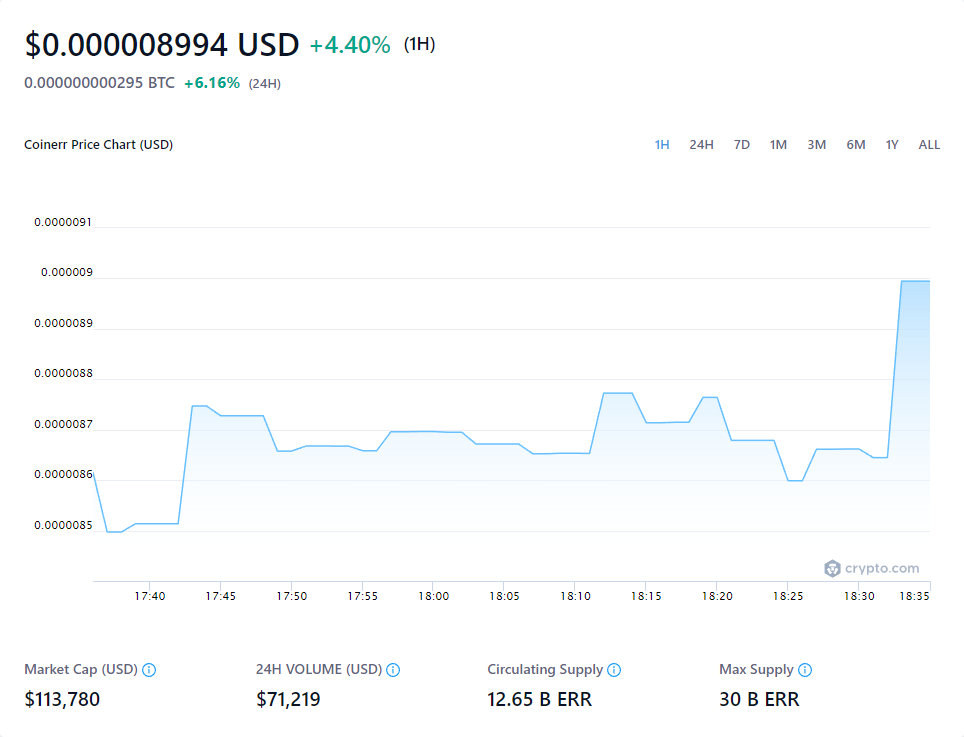 $0.000008994 USD +4.40% (1H)
0.000000000295 BTC +6.16% (24H)
Coinerr Price Chart (USD) 1H 24H 7D 1M 3M 6M 1Y ALL
0.0000091
0.000009
0.0000089
0.0000088
0.0000087
0.0000086
0.0000085
crypto.com
17:40 17:45 17:50 17:55 18:00 18:05 18:10 18:15 18:20 18:25 18:30 18:35
Market Cap (USD) 24H VOLUME (USD) Circulating Supply Max Supply
$113,780 $71,219 12.65 B ERR 30 B ERR